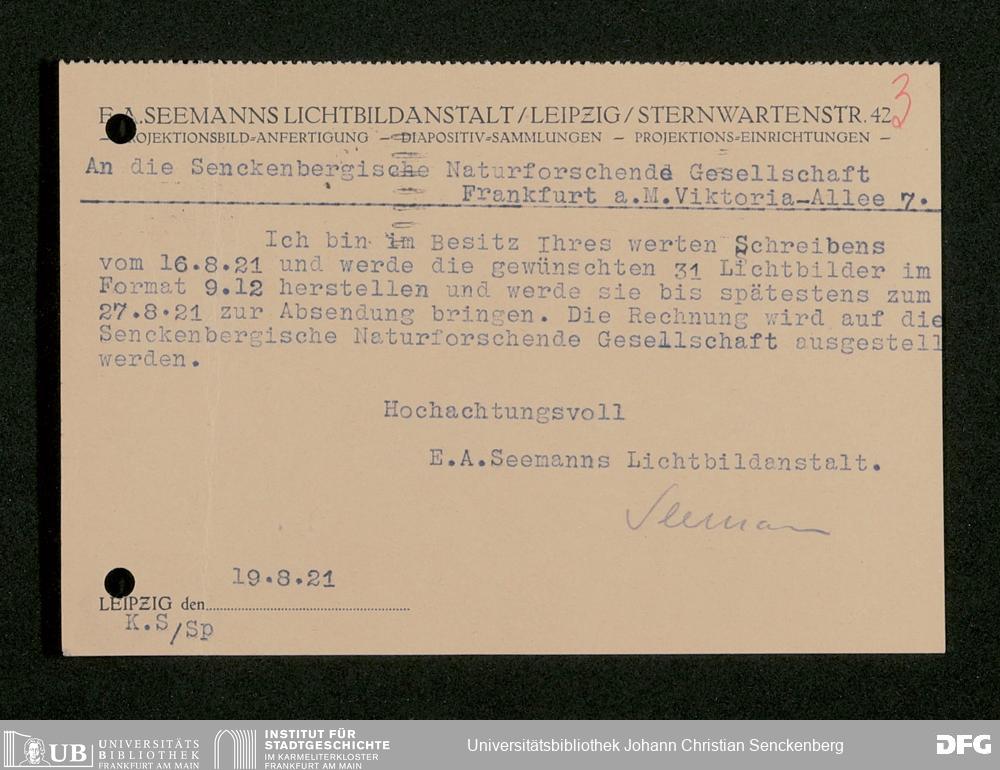 E.A.SEEMANNS LICHTBILDANSTALT/LEIPZIG/STERNWARTENSTR. 42
3
— PROJEKTIONSBILD=ANFERTIGUNG — DIAPOSITIV=SAMMLUNGEN — PROJEKTIONS=EINRICHTUNGEN —
An die Senckenbergische Naturforschende Gesellschaft
Frankfurt a.M.Viktoria-Allee 7.
Ich bin im Besitz Ihres werten Schreibens
vom 16.8.21 und werde die gewünschten 31 Lichtbilder im
Format 9.12 herstellen und werde sie bis spätestens zum
27.8.21 zur Absendung bringen. Die Rechnung wird auf die
Senckenbergische Naturforschende Gesellschaft ausgestell
werden.
Hochachtungsvoll
E.A.Seemanns Lichtbildanstalt.
Seemann
19.8.21
LEIPZIG den
K.S/Sp
UB UNIVERSITÄTS
BIBLIOTHEK
FRANKFURT AM MAIN
INSTITUT FÜR
STADTGESCHICHTE
IM KARMELITERKLOSTER
FRANKFURT AM MAIN
Universitätsbibliothek Johann Christian Senckenberg
DFG